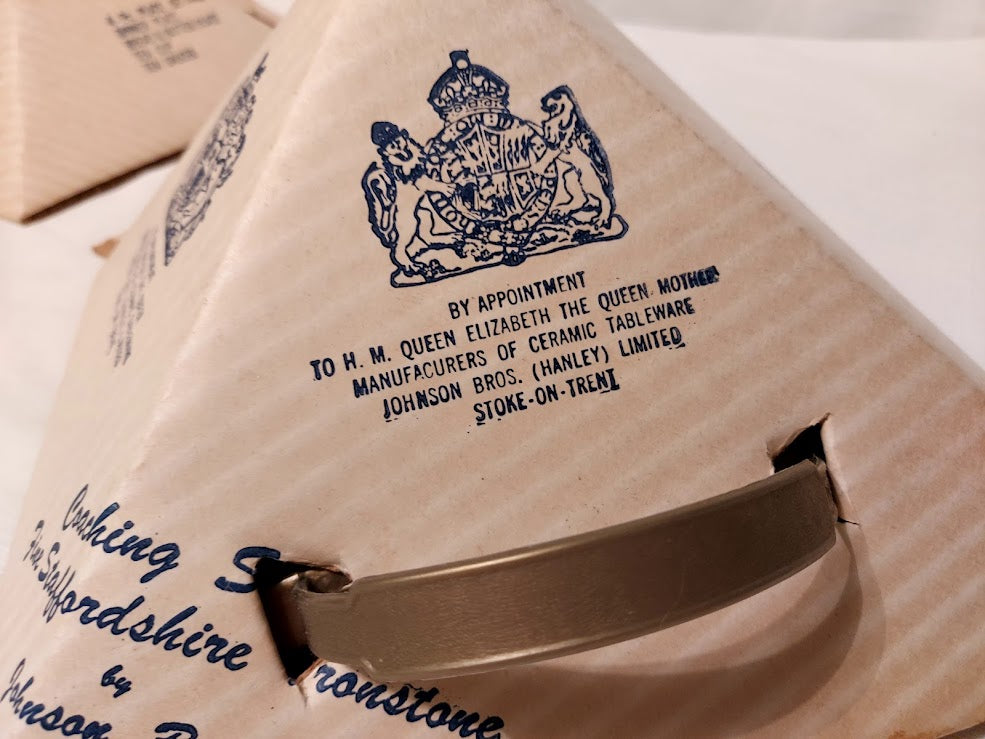 BY APPOINTMENT
TO H. M. QUEEN ELIZABETH THE QUEEN MOTHER
MANUFACURERS OF CERAMIC TABLEWARE
JOHNSON BROS. (HANLEY) LIMITED
STOKE-ON-TRENT
Coaching S
Fine Staffordshire ronstone
by
Johnson